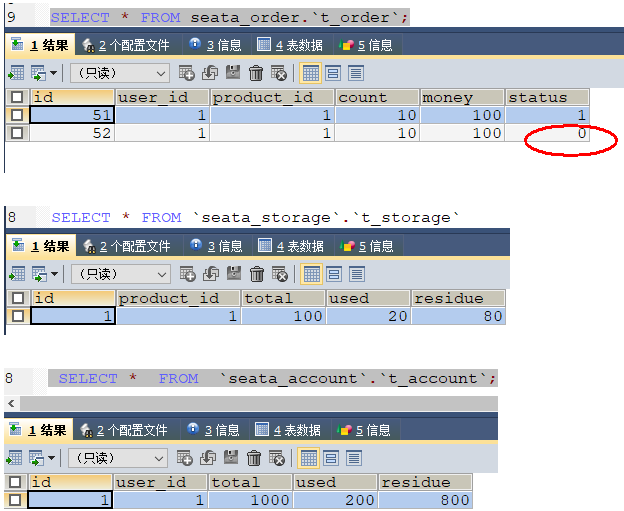 9 SELECT * FROM seata_order.`t_order`;
1 结果 2 个配置文件 3 信息 4 表数据 5 信息
（只读）
id user_id product_id count money status
51 1 1 10 100 1
52 1 1 10 100 0
8 SELECT * FROM `seata_storage`.`t_storage`
1 结果 2 个配置文件 3 信息 4 表数据 5 信息
（只读）
id product_id total used residue
1 1 100 20 80
8 SELECT * FROM `seata_account`.`t_account`;
1 结果 2 个配置文件 3 信息 4 表数据 5 信息
（只读）
id user_id total used residue
1 1 1000 200 800